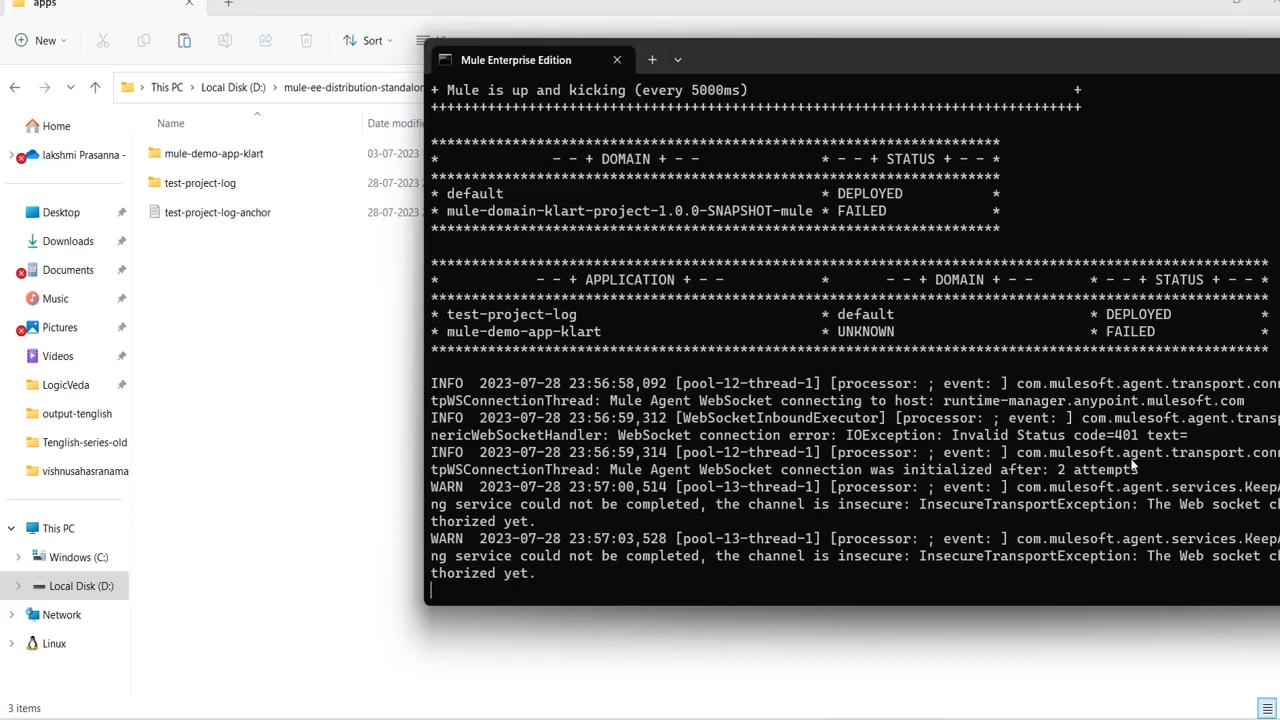 apps
New
Sort
This PC
Local Disk (D:)
mule-ee-distribution-standalon
Name
Date modifi
mule-demo-app-klart
03-07-2023
test-project-log
28-07-2023
test-project-log-anchor
28-07-2023
Home
lakshmi Prasanna -
Desktop
Downloads
Documents
Music
Pictures
Videos
LogicVeda
output-tenglish
Tenglish-series-old
vishnusahasranama
This PC
Windows (C:)
Local Disk (D:)
Network
Linux
3 items
Mule Enterprise Edition
+ Mule is up and kicking (every 5000ms) +
++++++++++++++++++++++++++++++++++++++++++++++++++++++++++++++++++++++++++++++++
**********************************************************************
* - - + DOMAIN + - - * - - + STATUS + - - *
**********************************************************************
* default * DEPLOYED *
* mule-domain-klart-project-1.0.0-SNAPSHOT-mule * FAILED *
**********************************************************************
*******************************************************************************************************
* - - + APPLICATION + - - * - - + DOMAIN + - - * - - + STATUS + - - *
*******************************************************************************************************
* test-project-log * default * DEPLOYED *
* mule-demo-app-klart * UNKNOWN * FAILED *
*******************************************************************************************************
INFO 2023-07-28 23:56:58,092 [pool-12-thread-1] [processor: ; event: ] com.mulesoft.agent.transport.con
tpWSConnectionThread: Mule Agent WebSocket connecting to host: runtime-manager.anypoint.mulesoft.com
INFO 2023-07-28 23:56:59,312 [WebSocketInboundExecutor] [processor: ; event: ] com.mulesoft.agent.trans
nericWebSocketHandler: WebSocket connection error: IOException: Invalid Status code=401 text=
INFO 2023-07-28 23:56:59,314 [pool-12-thread-1] [processor: ; event: ] com.mulesoft.agent.transport.con
tpWSConnectionThread: Mule Agent WebSocket connection was initialized after: 2 attempts
WARN 2023-07-28 23:57:00,514 [pool-13-thread-1] [processor: ; event: ] com.mulesoft.agent.services.Keep
ng service could not be completed, the channel is insecure: InsecureTransportException: The Web socket c
thorized yet.
WARN 2023-07-28 23:57:03,528 [pool-13-thread-1] [processor: ; event: ] com.mulesoft.agent.services.Keep
ng service could not be completed, the channel is insecure: InsecureTransportException: The Web socket c
thorized yet.